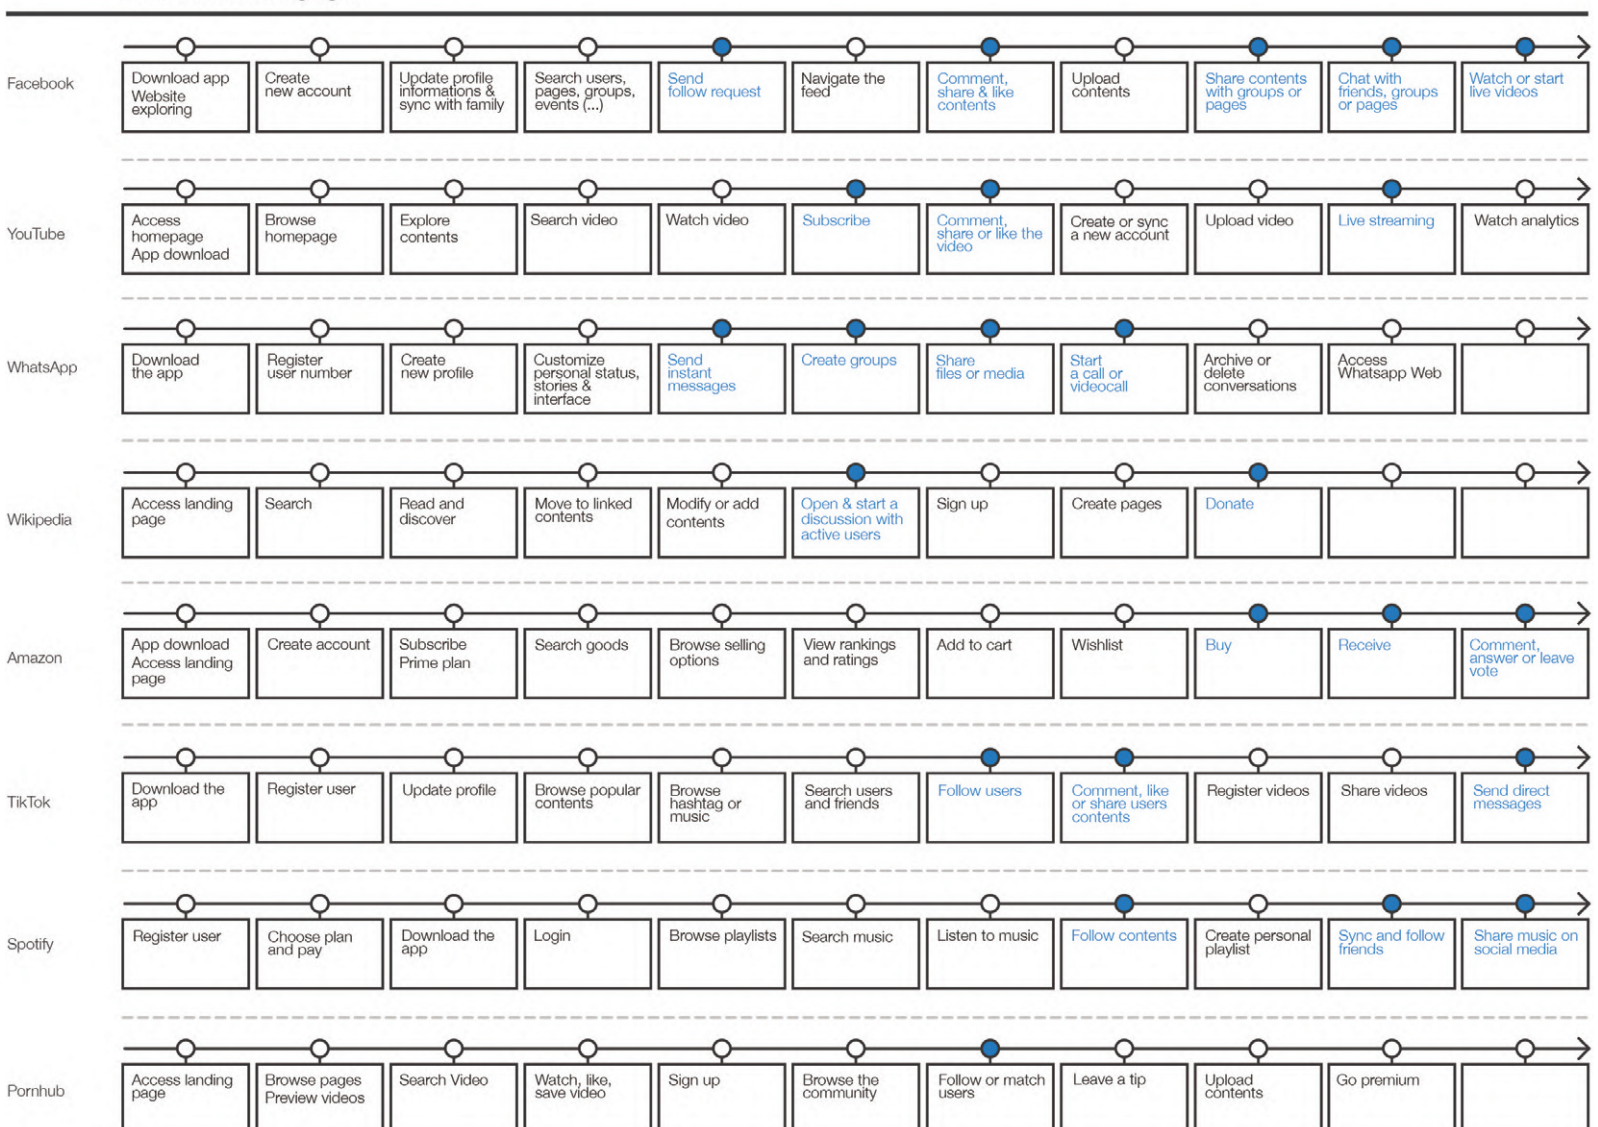 Facebook
Download app
Website
exploring
Create
new account
Update profile
informations &
sync with family
Search users,
pages, groups,
events (...)
Send
follow request
Navigate the
feed
Comment,
share & like
contents
Upload
contents
Share contents
with groups or
pages
Chat with
friends, groups
or pages
Watch or start
live videos
YouTube
Access
homepage
App download
Browse
homepage
Explore
contents
Search video
Watch video
Subscribe
Comment,
share or like the
video
Create or sync
a new account
Upload video
Live streaming
Watch analytics
WhatsApp
Download
the app
Register
user number
Create
new profile
Customize
personal status,
stories &
interface
Send
instant
messages
Create groups
Share
files or media
Start
a call or
videocall
Archive or
delete
conversations
Access
Whatsapp Web
Wikipedia
Access landing
page
Search
Read and
discover
Move to linked
contents
Modify or add
contents
Open & start a
discussion with
active users
Sign up
Create pages
Donate
Amazon
App download
Access landing
page
Create account
Subscribe
Prime plan
Search goods
Browse selling
options
View rankings
and ratings
Add to cart
Wishlist
Buy
Receive
Comment,
answer or leave
vote
TikTok
Download the
app
Register user
Update profile
Browse popular
contents
Browse
hashtag or
music
Search users
and friends
Follow users
Comment, like
or share users
contents
Register videos
Share videos
Send direct
messages
Spotify
Register user
Choose plan
and pay
Download the
app
Login
Browse playlists
Search music
Listen to music
Follow contents
Create personal
playlist
Sync and follow
friends
Share music on
social media
Pornhub
Access landing
page
Browse pages
Preview videos
Search Video
Watch, like,
save video
Sign up
Browse the
community
Follow or match
users
Leave a tip
Upload
contents
Go premium